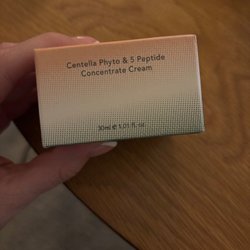 Centella Phyto & 5 Peptide
Concentrate Cream
30ml ℮ 1.01 fl. oz